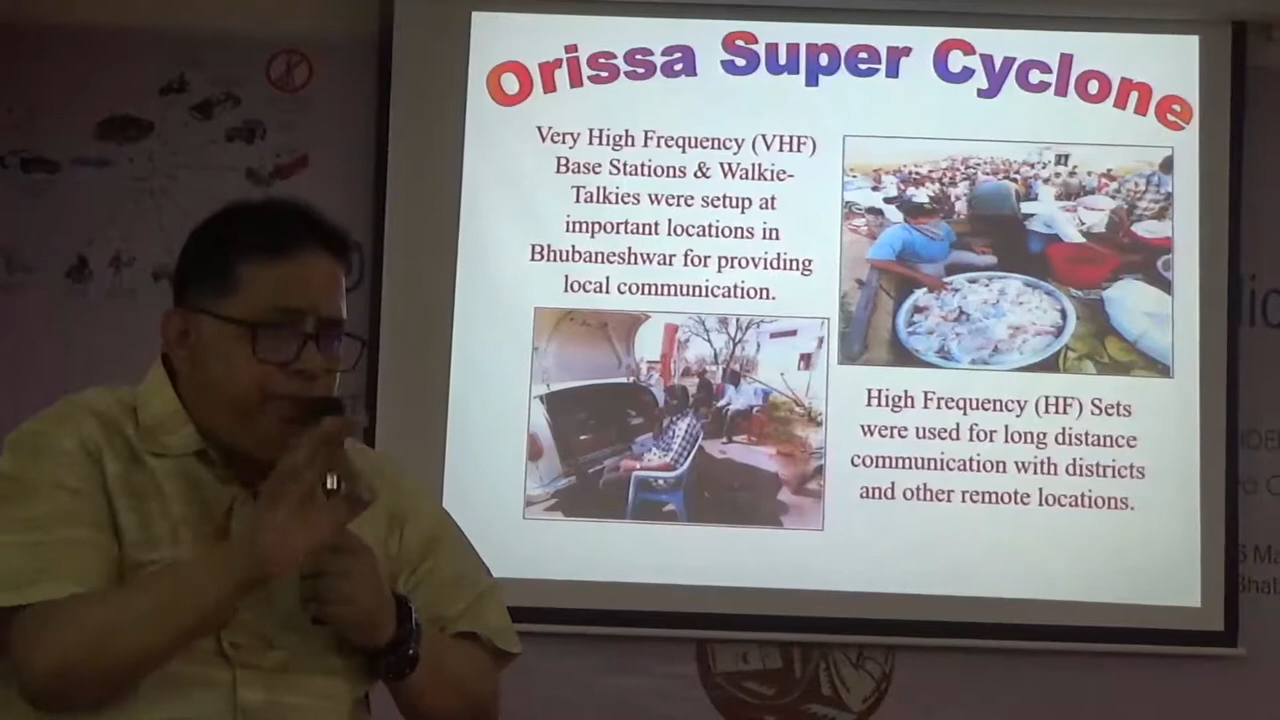 Orissa Super Cyclone
Very High Frequency (VHF)
Base Stations & Walkie-
Talkies were setup at
important locations in
Bhubaneshwar for providing
local communication.
High Frequency (HF) Sets
were used for long distance
communication with districts
and other remote locations.